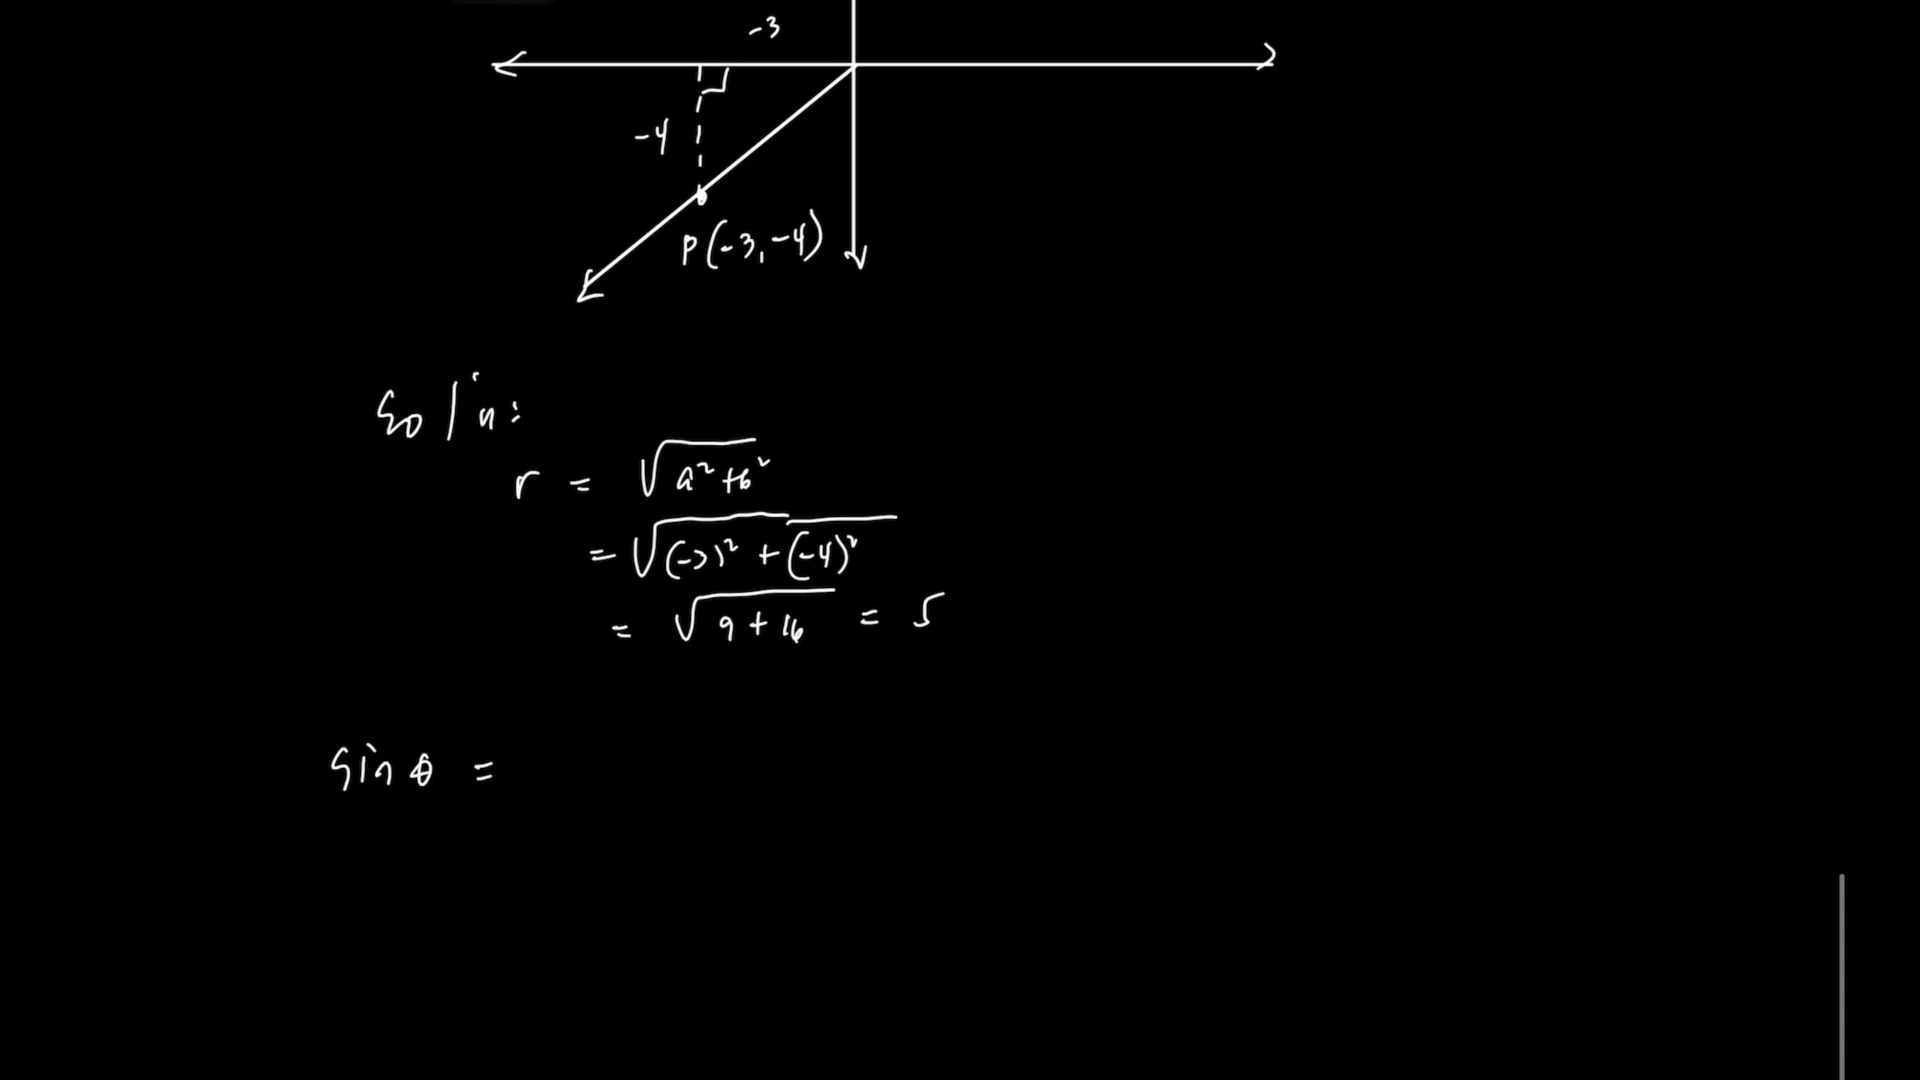 -3
-4
P(-3,-4)
Sol'n:
r = √a²+b²
= √(-3)² + (-4)²
= √9 + 16 = 5
Sin θ =